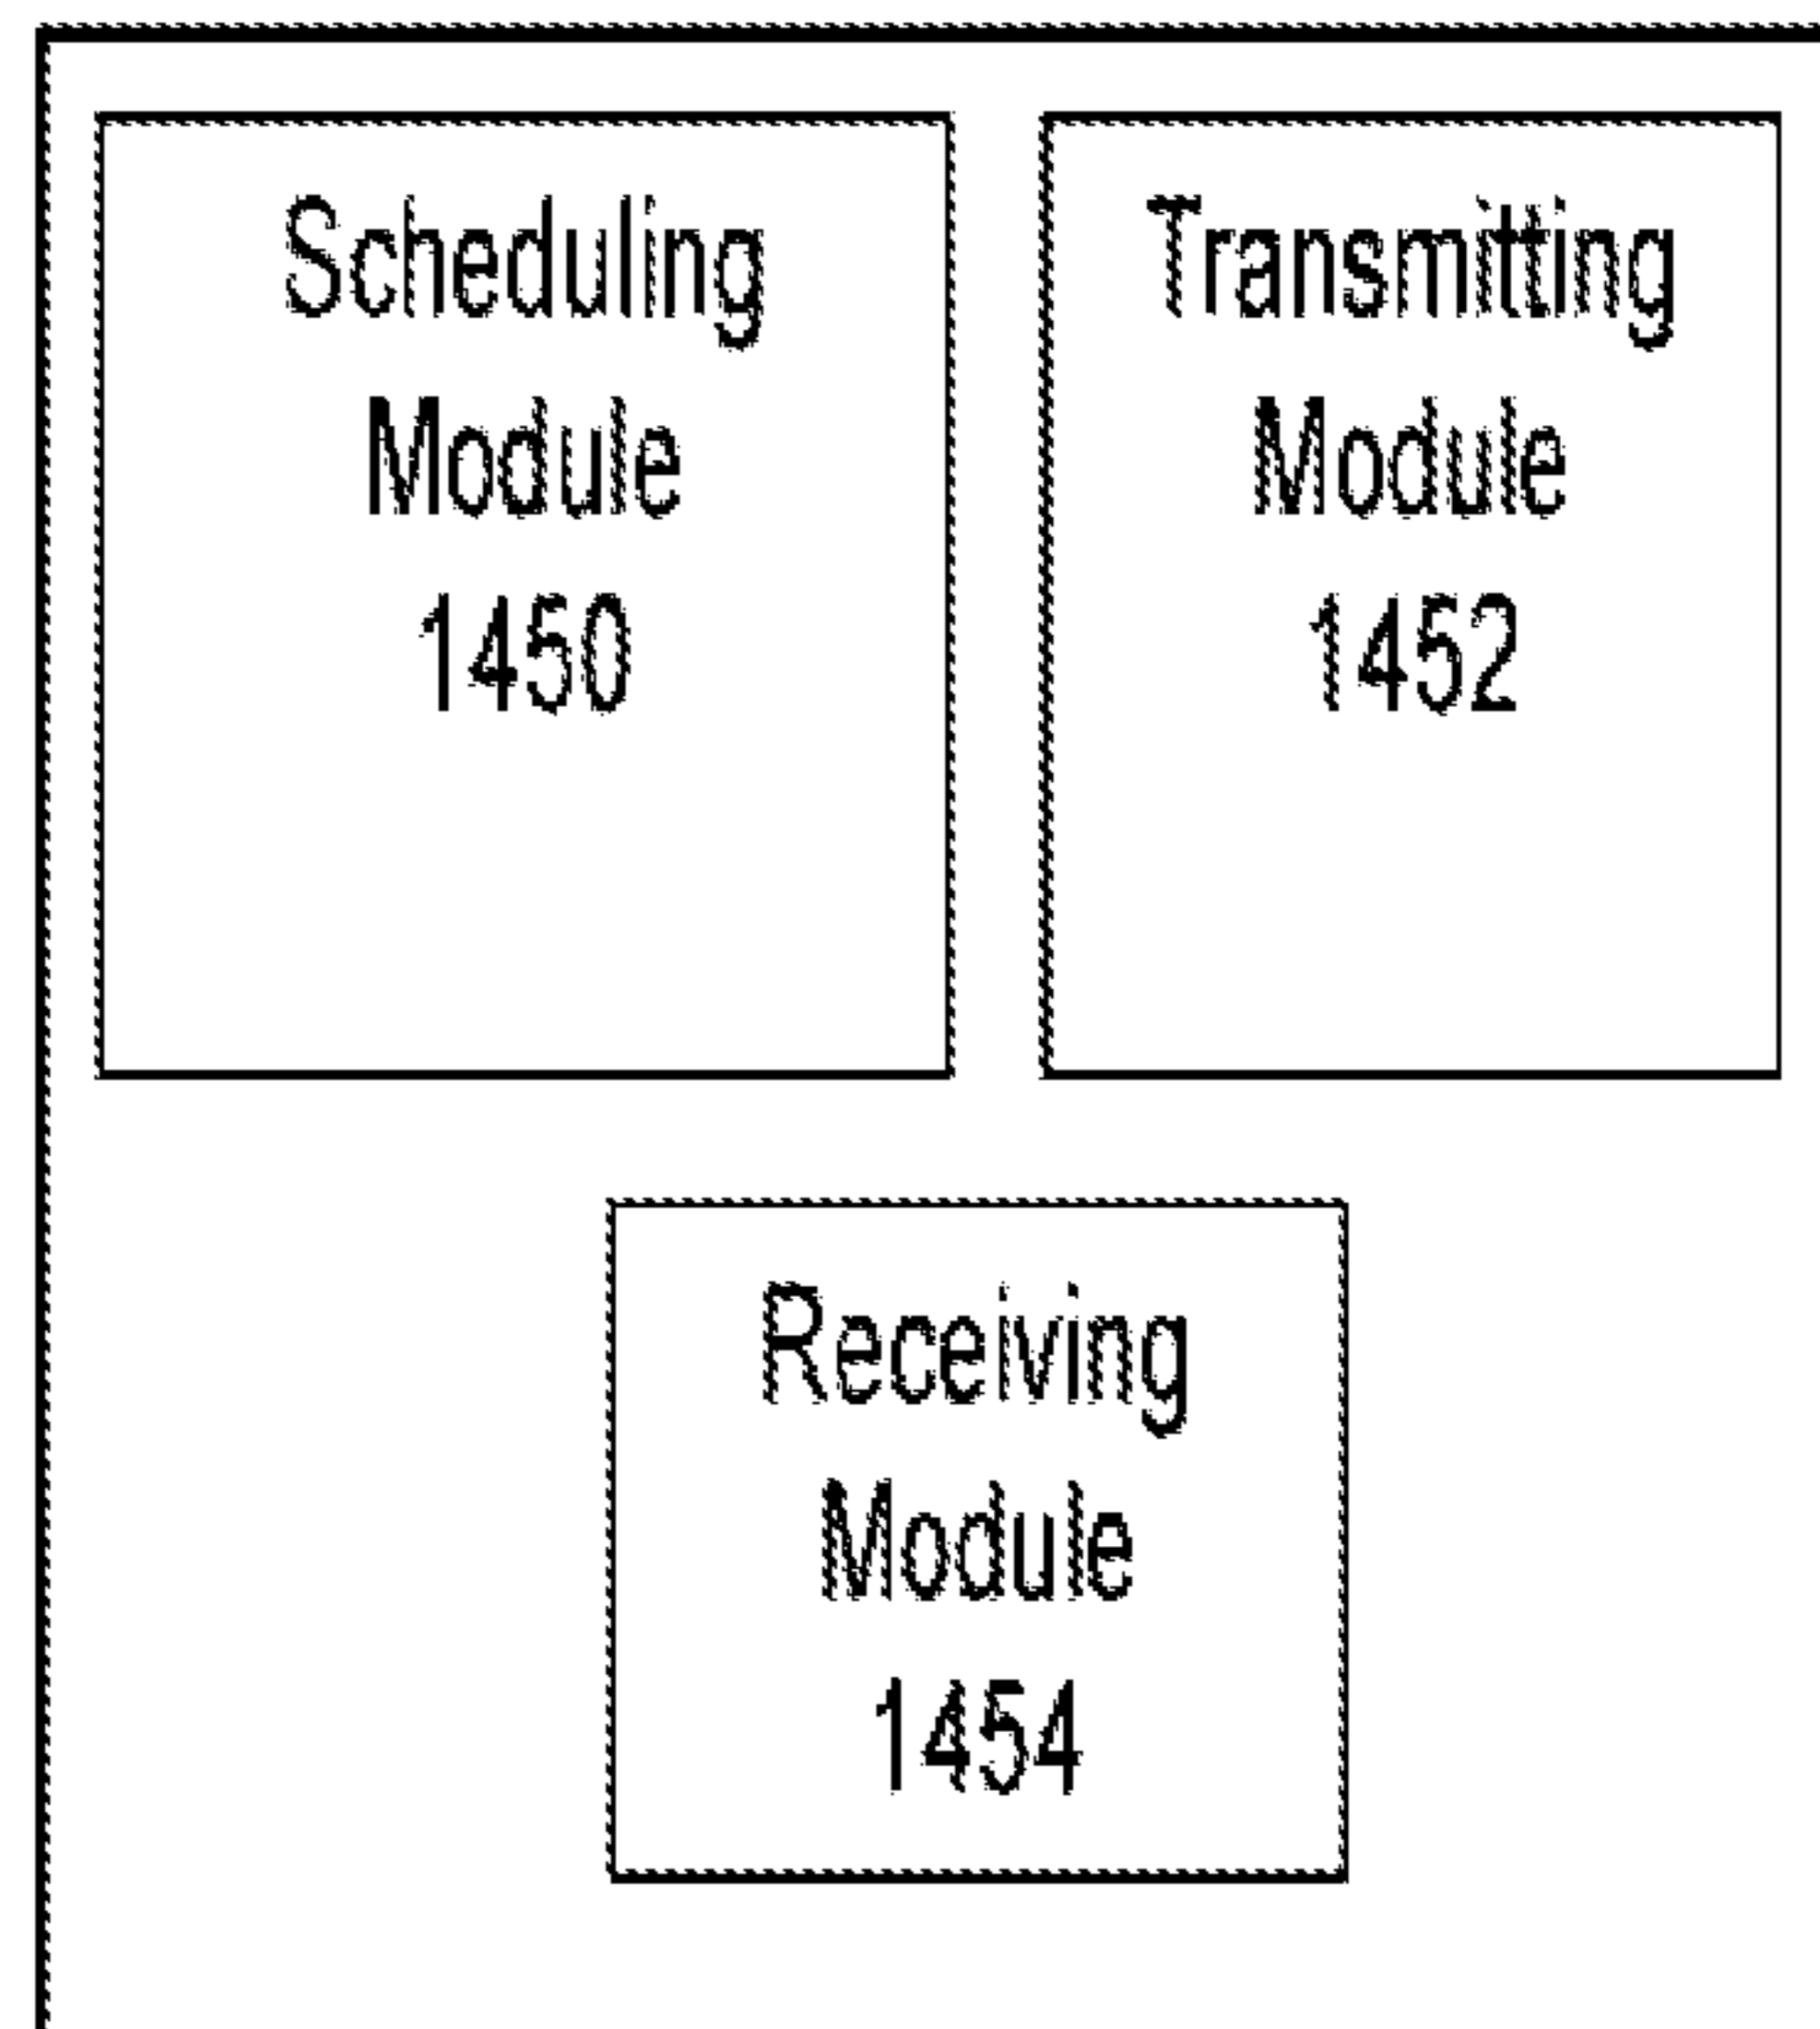 Scheduling
Module
1450
Transmitting
Module
1452
Receiving
Module
1454